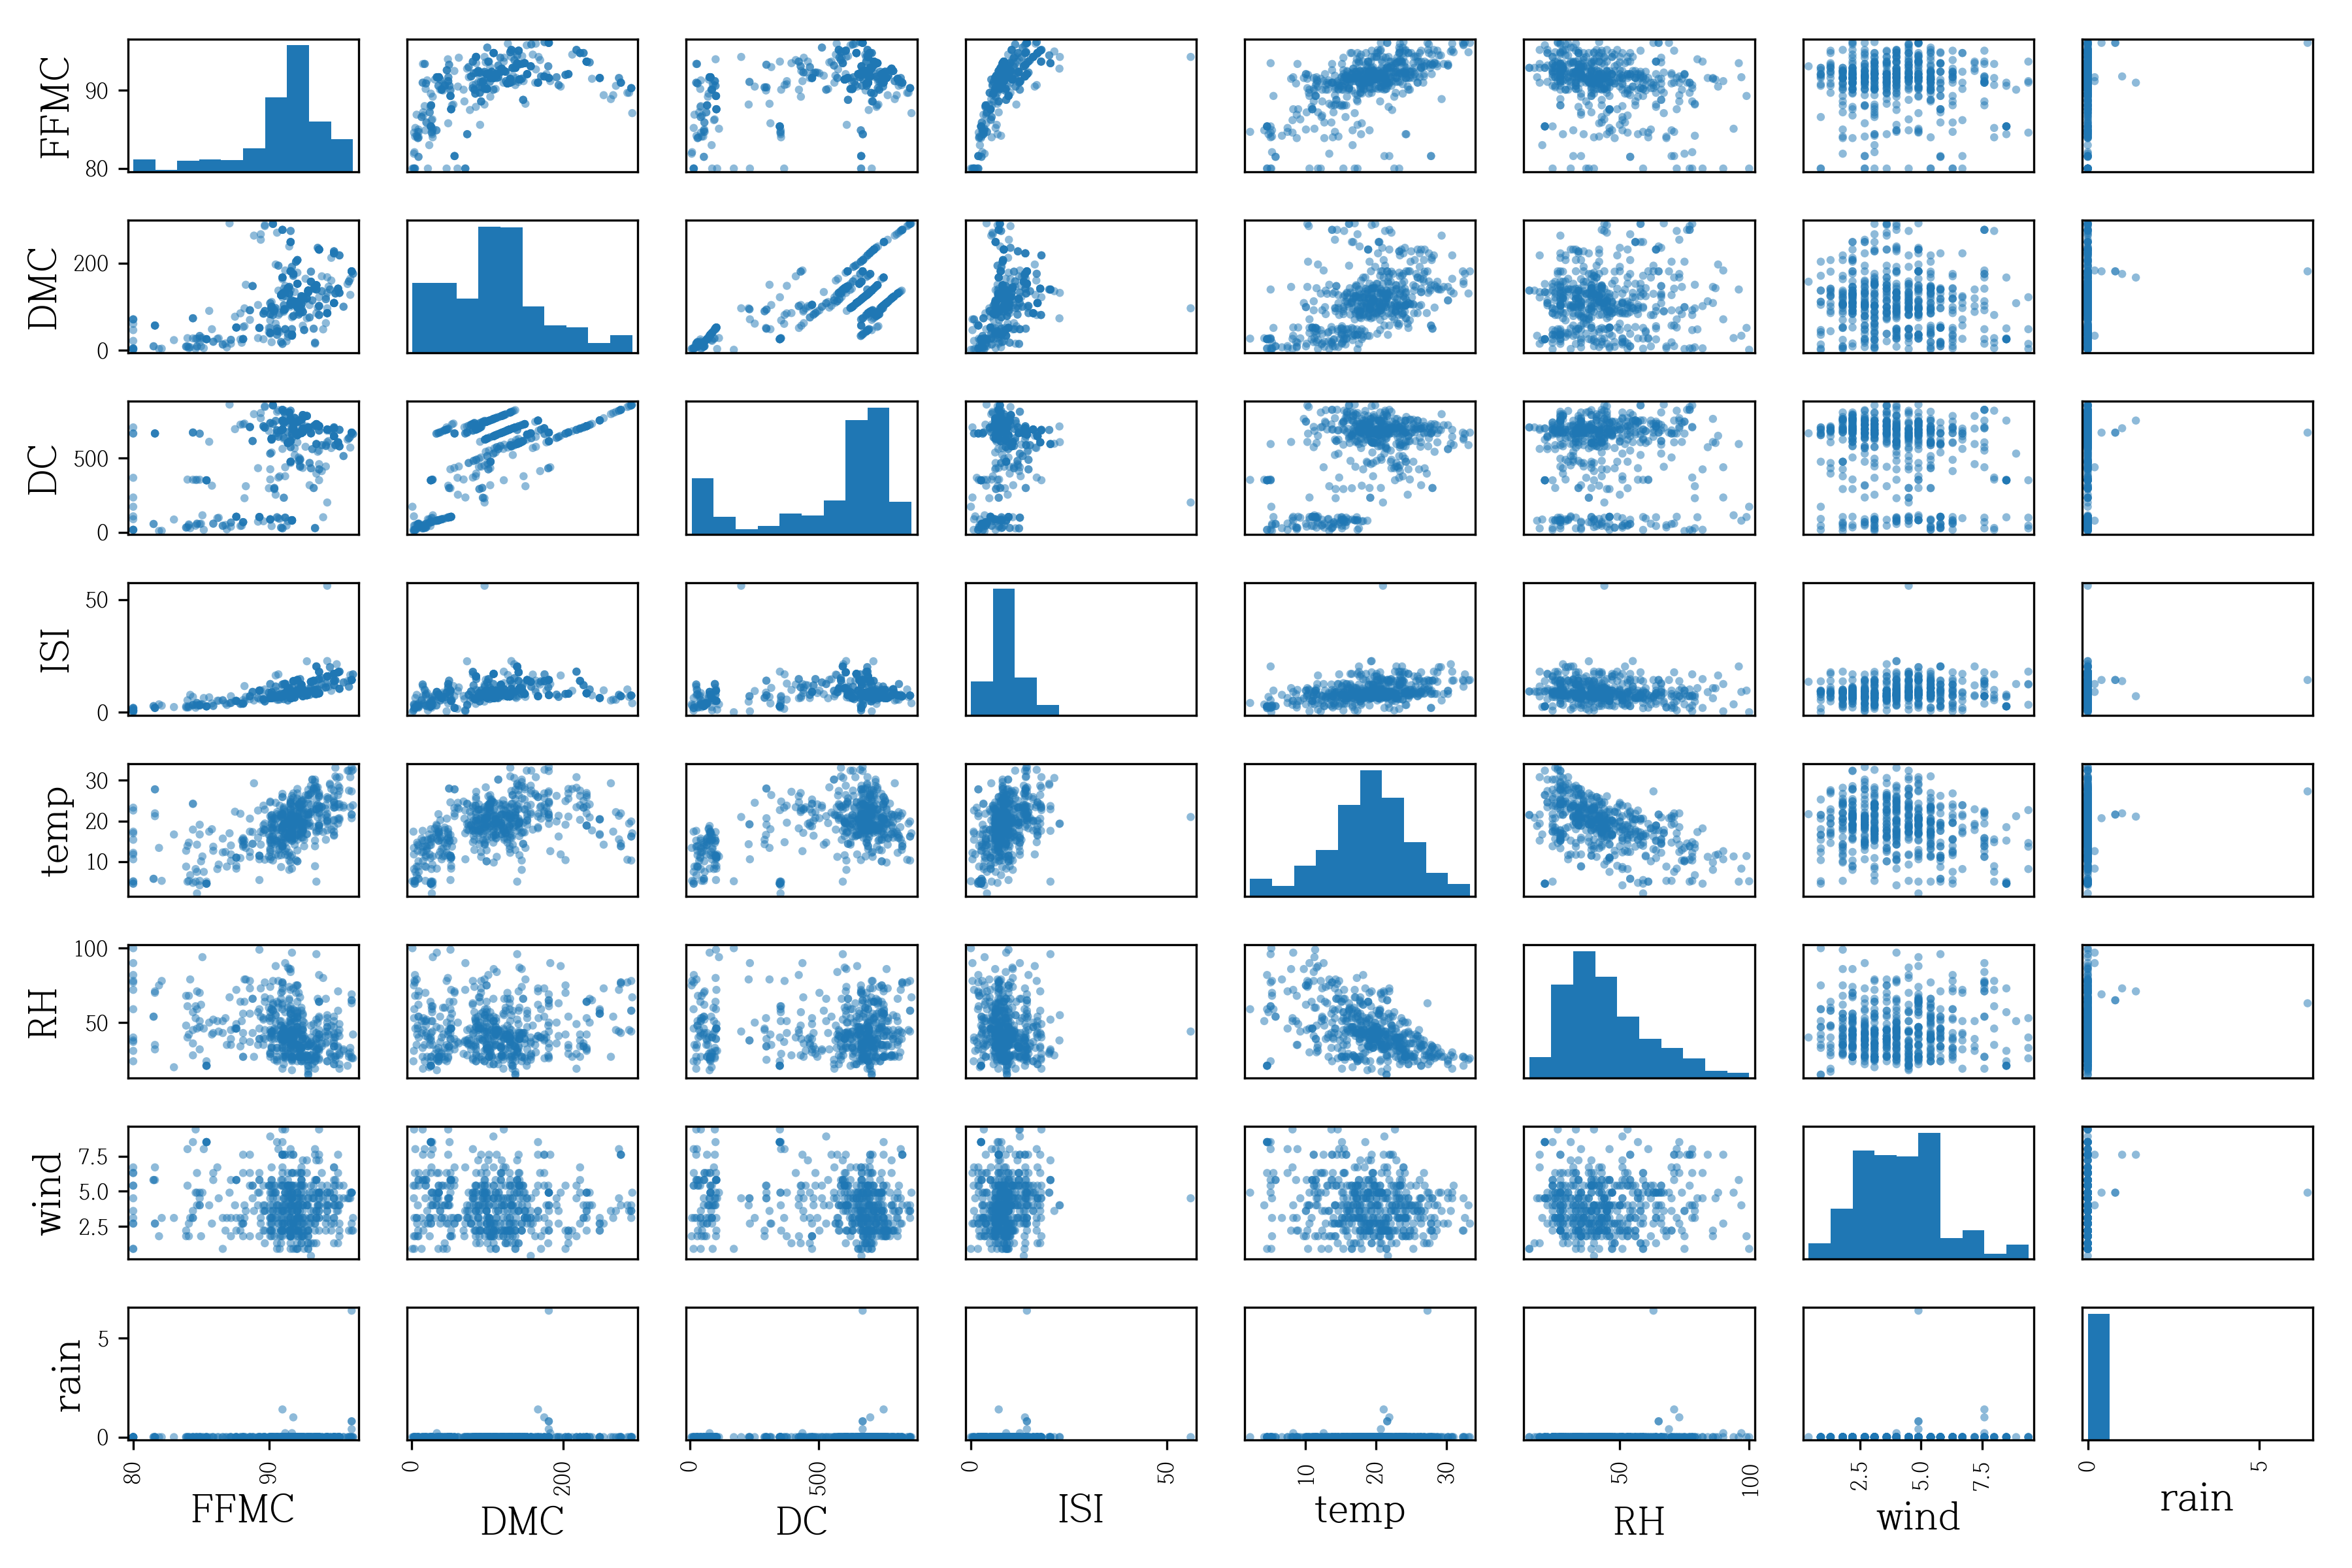 FFMC
90
80
DMC
200
0
DC
500
0
ISI
50
0
temp
30
20
10
RH
100
50
wind
7.5
5.0
2.5
rain
5
0
80 90 0 200 0 500 0 50 10 20 30 50 100 2.5 5.0 7.5 0 5
FFMC DMC DC ISI temp RH wind rain